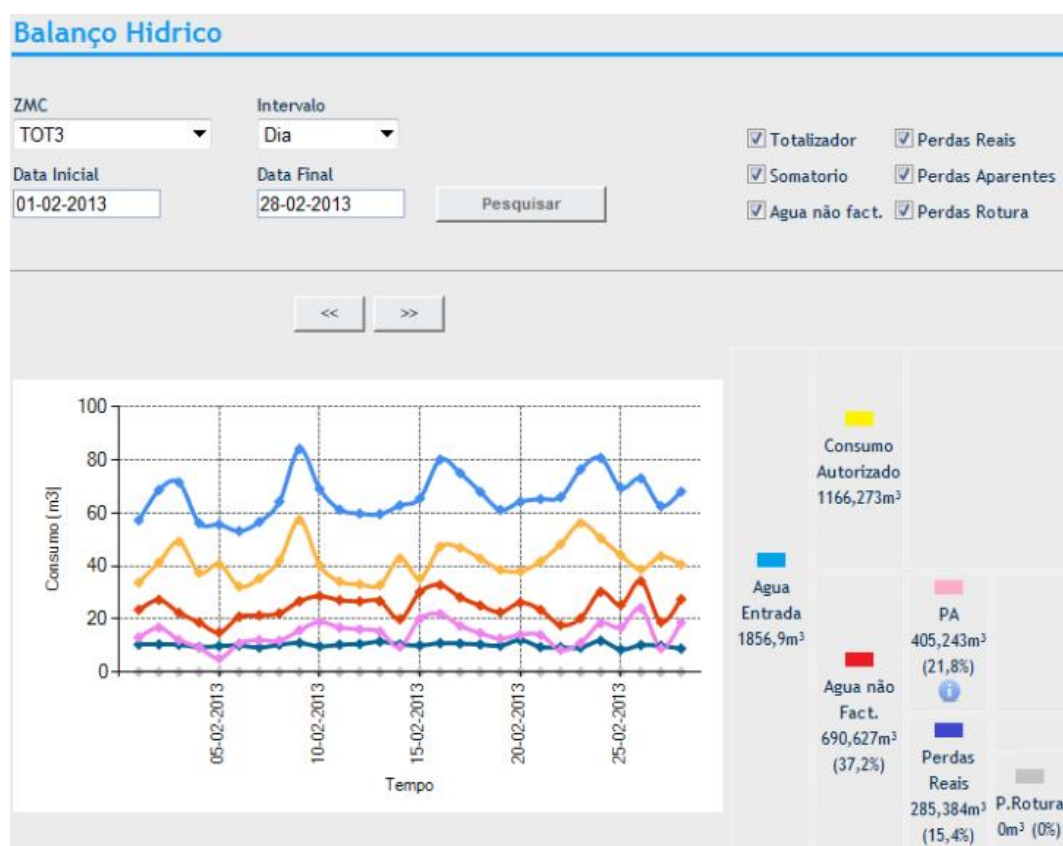 Balanço Hidrico
ZMC
Intervalo
TOT3
Dia
Data Inicial
Data Final
01-02-2013
28-02-2013
Pesquisar
Totalizador
Perdas Reais
Somatorio
Perdas Aparentes
Agua não fact.
Perdas Rotura
<<
>>
100
80
60
40
20
0
Consumo (m3]
05-02-2013
10-02-2013
15-02-2013
20-02-2013
25-02-2013
Tempo
Agua
Entrada
1856,9m³
Consumo
Autorizado
1166,273m³
Agua não
Fact.
690,627m³
(37,2%)
PA
405,243m³
(21,8%)
i
Perdas
Reais
285,384m³
(15,4%)
P.Rotura
0m³ (0%)